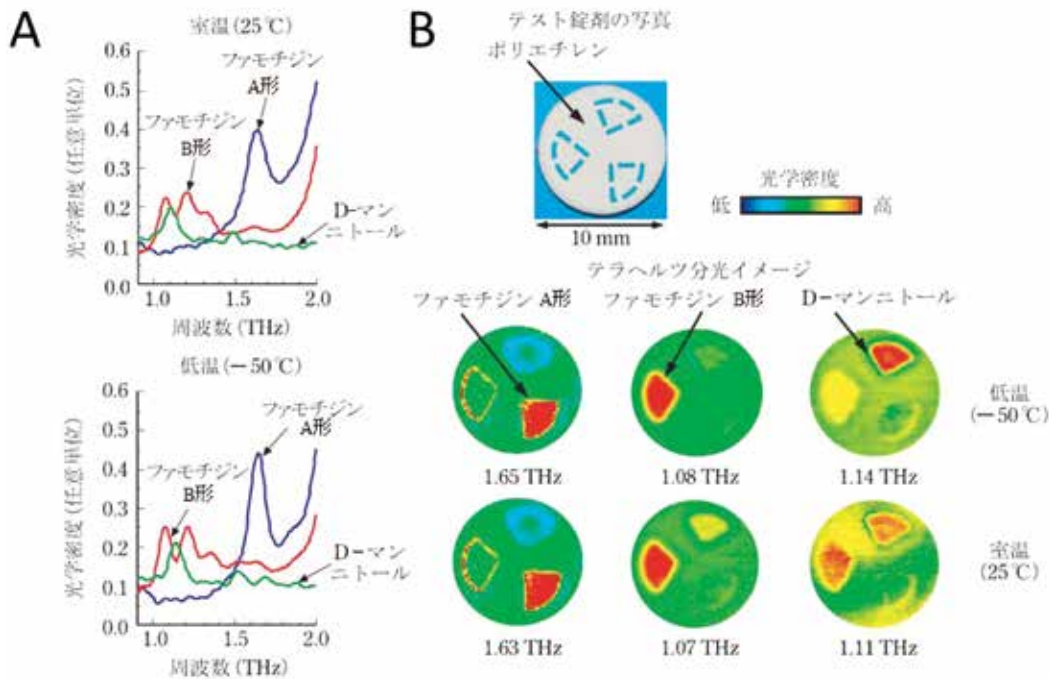 A
室温(25℃)
光学密度(任意単位)
0.6
0.5
0.4
0.3
0.2
0.1
0.0
ファモチジン
A形
ファモチジン
B形
D-マン
ニトール
1.0
1.5
2.0
周波数(THz)
低温(-50℃)
光学密度(任意単位)
0.6
0.5
0.4
0.3
0.2
0.1
0.0
ファモチジン
A形
ファモチジン
B形
D-マン
ニトール
1.0
1.5
2.0
周波数(THz)
B
テスト錠剤の写真
ポリエチレン
10 mm
光学密度
低
高
テラヘルツ分光イメージ
ファモチジン A形
ファモチジン B形
D-マンニトール
低温
(-50℃)
1.65 THz
1.08 THz
1.14 THz
室温
(25℃)
1.63 THz
1.07 THz
1.11 THz